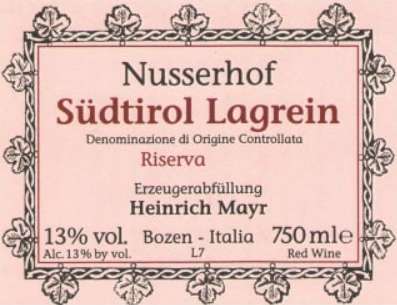 Nusserhof
Südtirol Lagrein
Denominazione di Origine Controllata
Riserva
Erzeugerabfüllung
Heinrich Mayr
13% vol. Bozen - Italia 750 ml℮
Alc. 13% by vol. L7 Red Wine